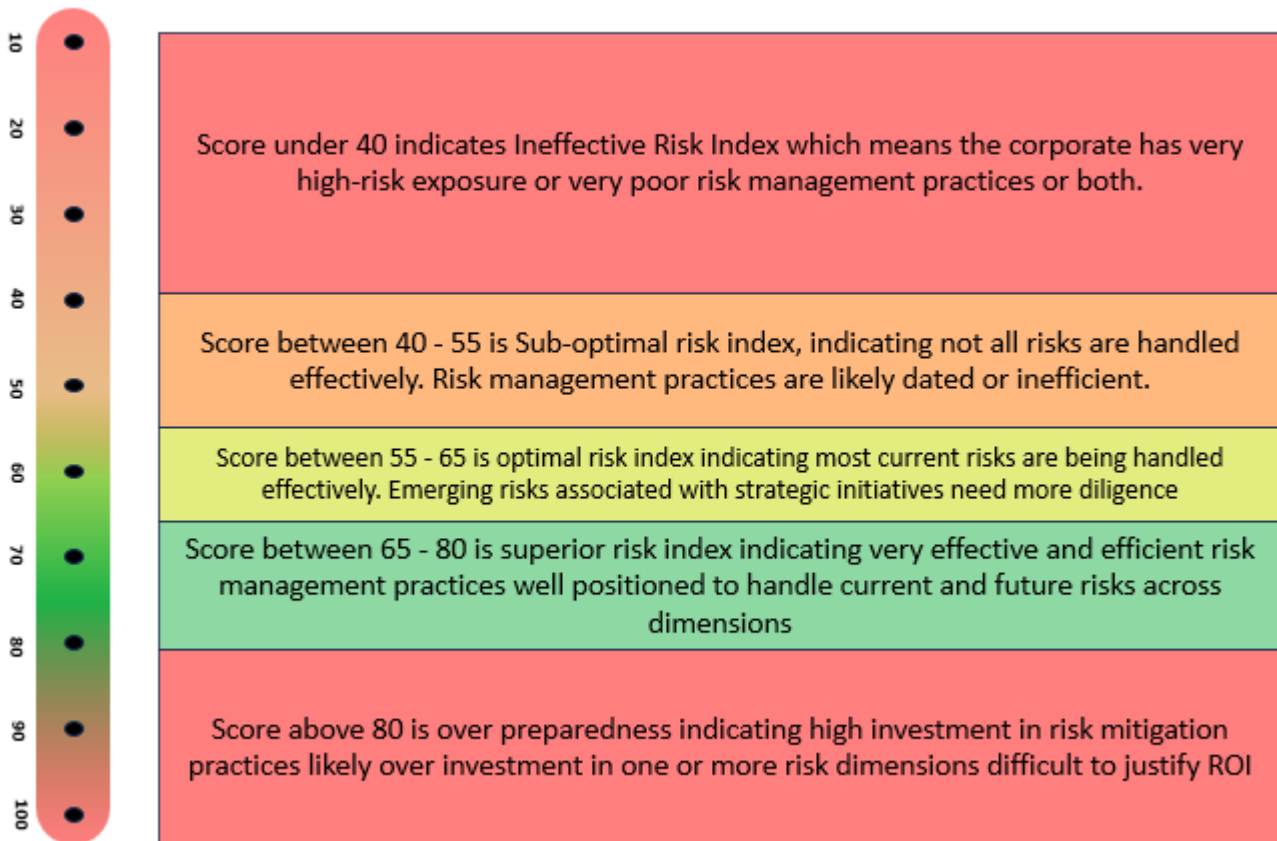 10
20
30
40
50
60
70
80
90
100
Score under 40 indicates Ineffective Risk Index which means the corporate has very
high-risk exposure or very poor risk management practices or both.
Score between 40 - 55 is Sub-optimal risk index, indicating not all risks are handled
effectively. Risk management practices are likely dated or inefficient.
Score between 55 - 65 is optimal risk index indicating most current risks are being handled
effectively. Emerging risks associated with strategic initiatives need more diligence
Score between 65 - 80 is superior risk index indicating very effective and efficient risk
management practices well positioned to handle current and future risks across
dimensions
Score above 80 is over preparedness indicating high investment in risk mitigation
practices likely over investment in one or more risk dimensions difficult to justify ROI